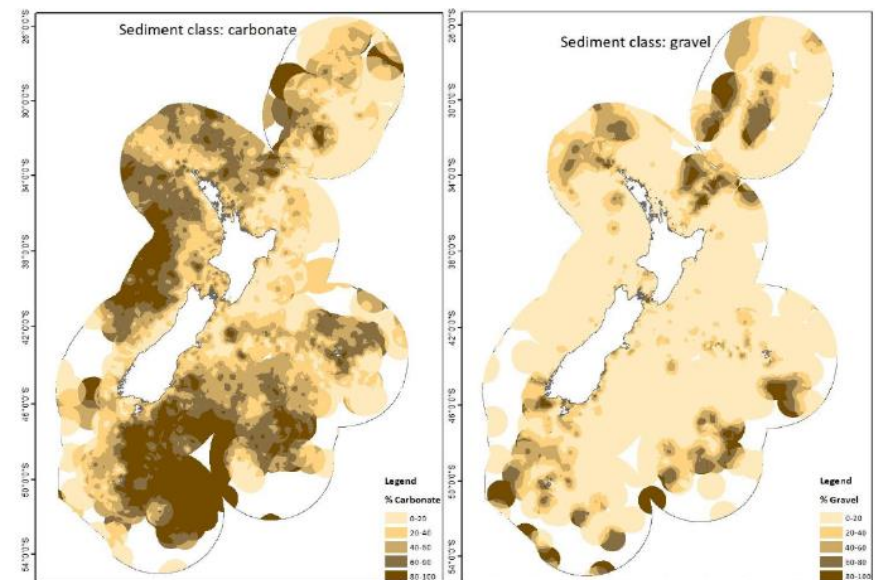 Sediment class: carbonate
26°0'0"S
30°0'0"S
34°0'0"S
38°0'0"S
42°0'0"S
46°0'0"S
50°0'0"S
54°0'0"S
Legend
% Carbonate
0-20
20-40
40-60
60-80
80-100
Sediment class: gravel
26°0'0"S
30°0'0"S
34°0'0"S
38°0'0"S
42°0'0"S
46°0'0"S
50°0'0"S
54°0'0"S
Legend
% Gravel
0-20
20-40
40-60
60-80
80-100